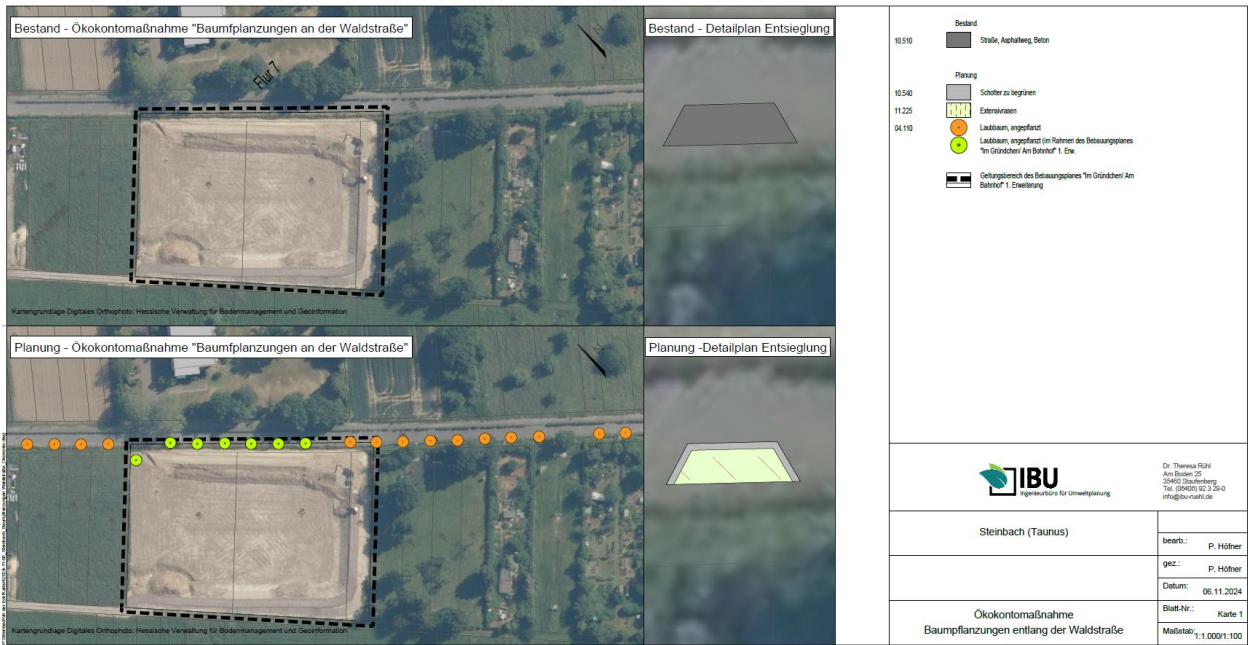 Bestand - Ökokontomaßnahme "Baumfplanzungen an der Waldstraße"
Flur 7
Kartengrundlage Digitales Orthophoto: Hessische Verwaltung für Bodenmanagement und Geoinformation
Bestand - Detailplan Entsieglung
Planung - Ökokontomaßnahme "Baumfplanzungen an der Waldstraße"
Kartengrundlage Digitales Orthophoto: Hessische Verwaltung für Bodenmanagement und Geoinformation
Planung -Detailplan Entsieglung
Bestand
10.510 Straße, Asphaltweg, Beton
Planung
10.540 Schotter zu begrünen
11.225 Extensivrasen
04.110 Laubbaum, angepflanzt
Laubbaum, angepflanzt (im Rahmen des Bebauungsplanes
"Im Gründchen/ Am Bohnhof" 1. Erw.
Geltungsbereich des Bebauungsplanes "Im Gründchen/ Am
Bahnhof" 1. Erweiterung
IBU
Ingenieurbüro für Umweltplanung
Dr. Theresa Rühl
Am Boden 25
35460 Staufenberg
Tel. (06406) 92 3 29-0
info@ibu-ruehl.de
Steinbach (Taunus)
bearb.: P. Höfner
gez.: P. Höfner
Datum: 06.11.2024
Ökokontomaßnahme
Baumpflanzungen entlang der Waldstraße
Blatt-Nr.: Karte 1
Maßstab: 1:1.000/1:100